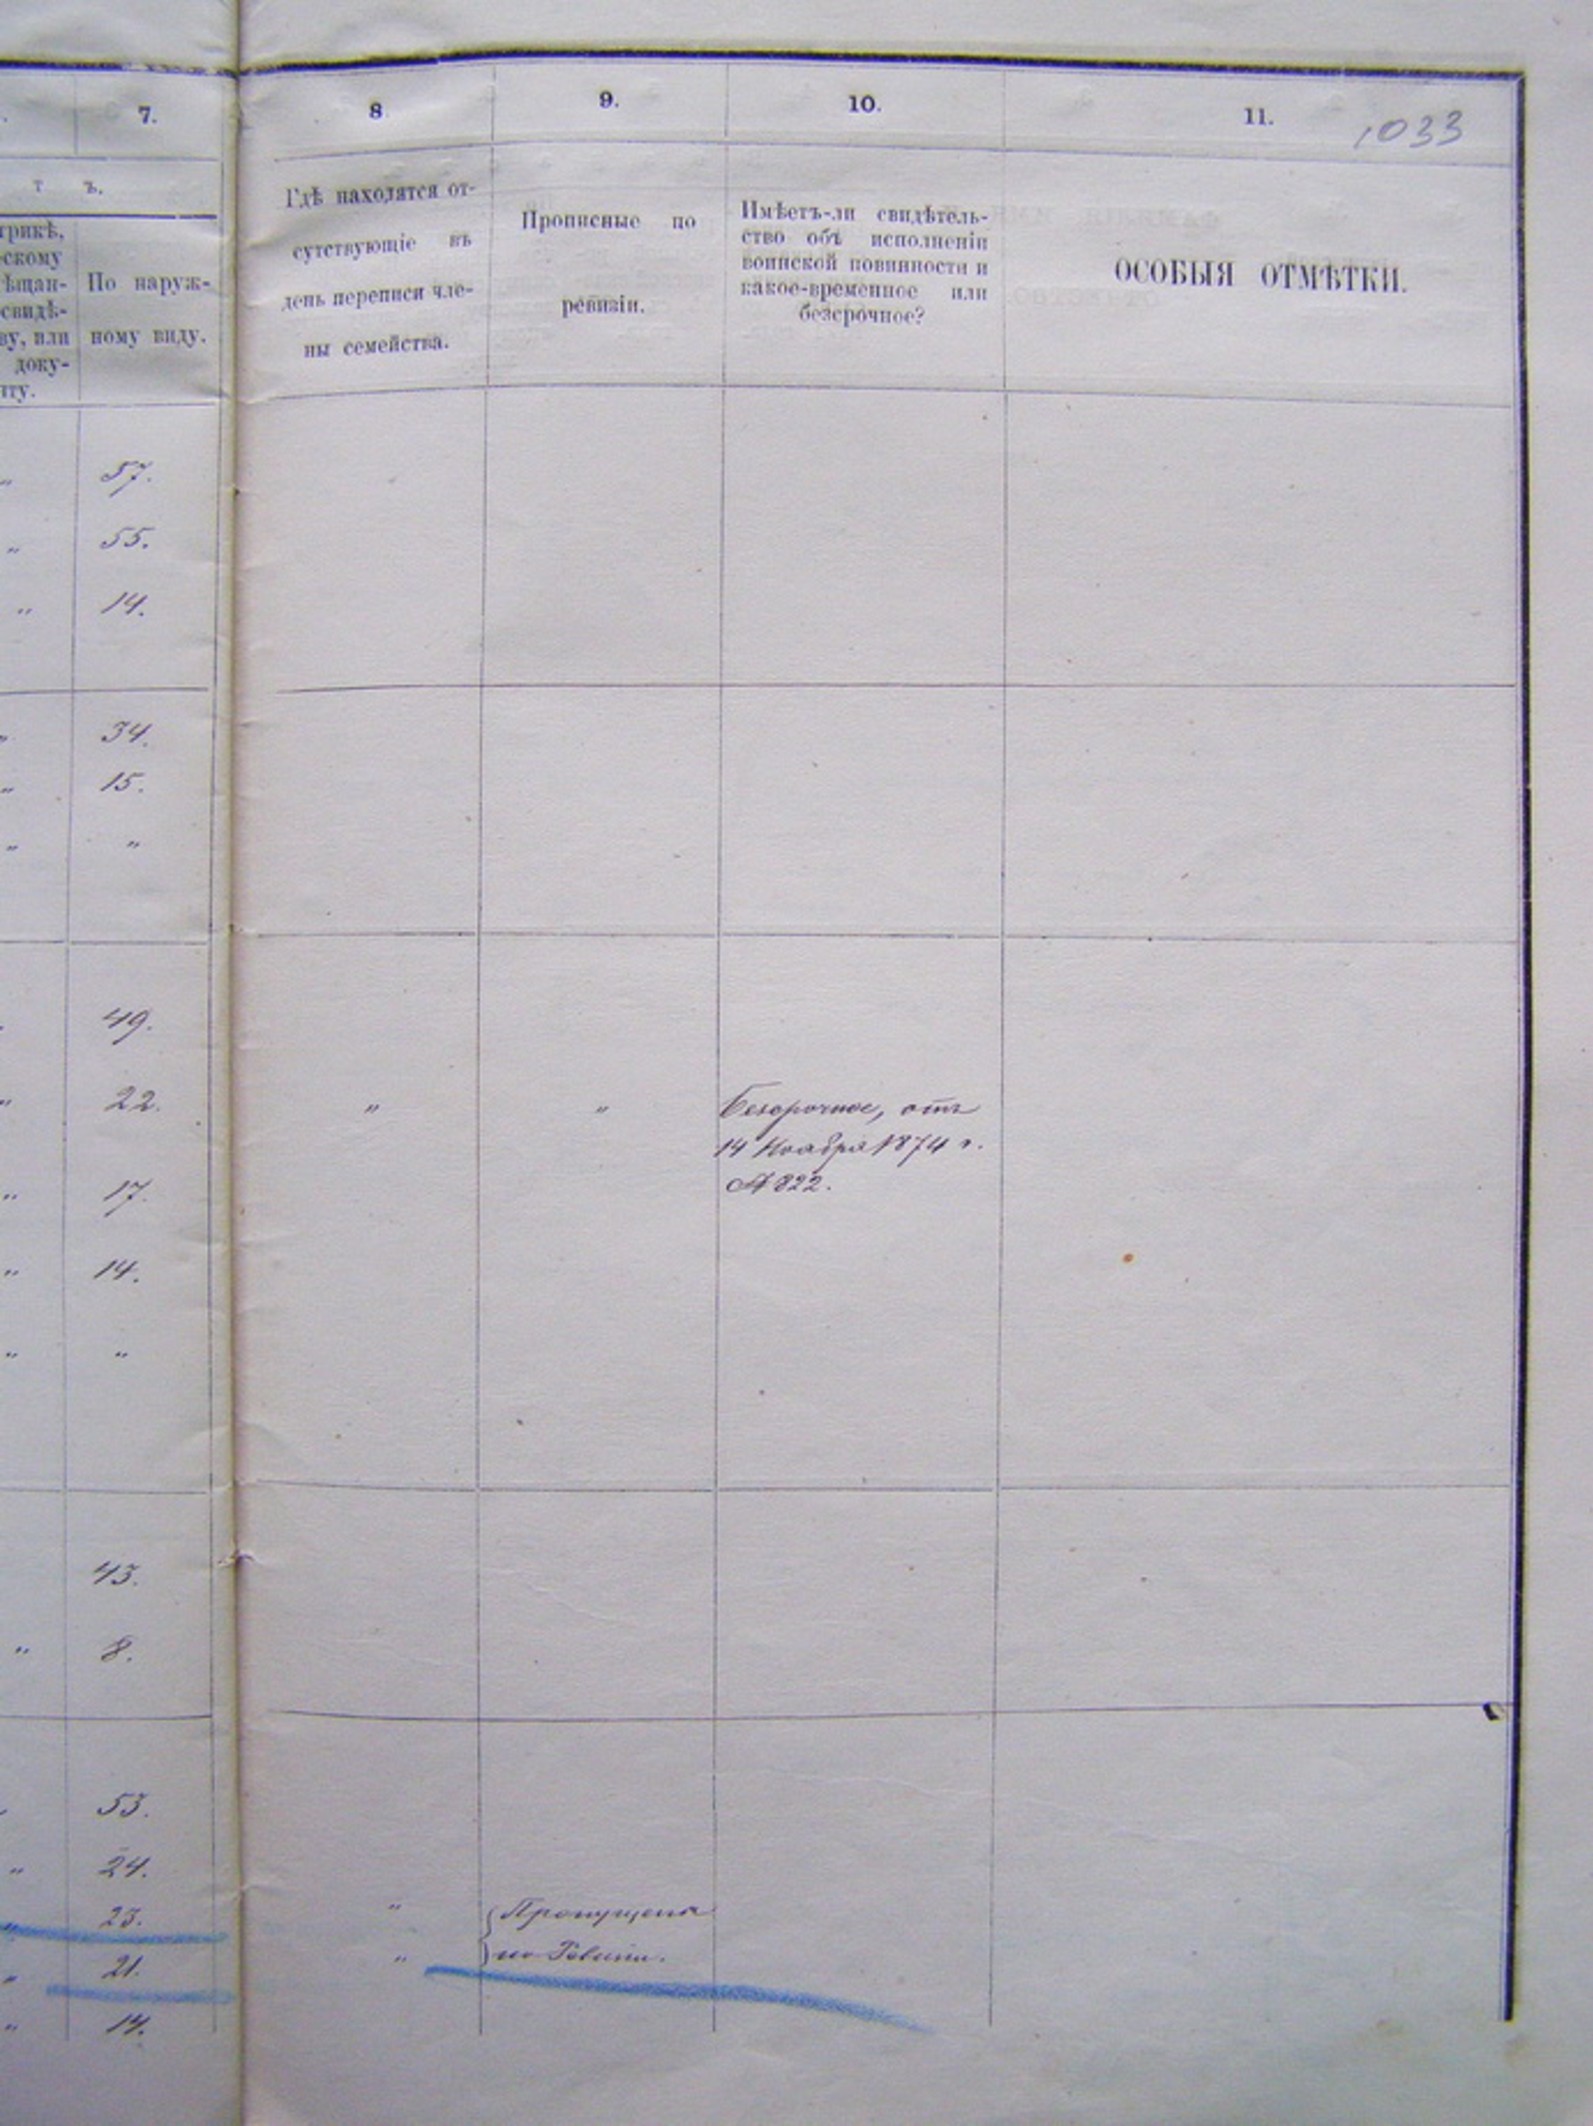 7.
8
9.
10.
11.
1033
т ъ.
трикѣ,
скому
ѣщан-
свидѣ-
ву, или
доку-
нту.
По наруж-
ному виду.
Гдѣ находятся от-
сутствующіе въ
день переписи чле-
ны семейства.
Прописные по
ревизіи.
Имѣетъ-ли свидѣтель-
ство объ исполненіи
воинской повинности и
какое-временное или
безсрочное?
ОСОБЫЯ ОТМѢТКИ.
„ 57.
„ 55.
„ 14.
„ 34.
„ 15.
„ „
49.
„ 22. „ „ Безсрочное, отъ
14 Ноября 1874 г.
№ 822.
„ 17.
„ 14.
„ „
43.
„ 8.
53.
„ 24.
„ 23. „ Пропущены
„ 21. „ по Ревизіи.
„ 14.